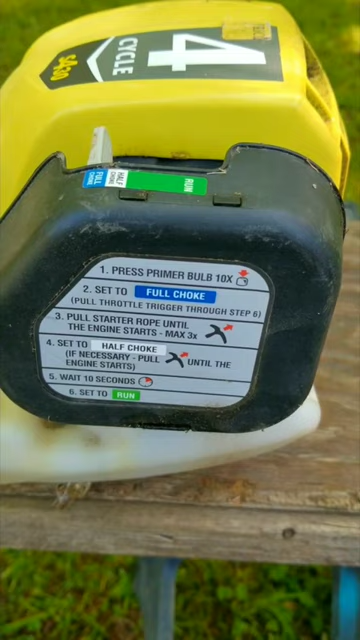 4
CYCLE
S430
FULL CHOKE
HALF CHOKE
RUN
1. PRESS PRIMER BULB 10X
2. SET TO FULL CHOKE
(PULL THROTTLE TRIGGER THROUGH STEP 6)
3. PULL STARTER ROPE UNTIL
THE ENGINE STARTS - MAX 3x
4. SET TO HALF CHOKE
(IF NECESSARY - PULL UNTIL THE
ENGINE STARTS)
5. WAIT 10 SECONDS
6. SET TO RUN